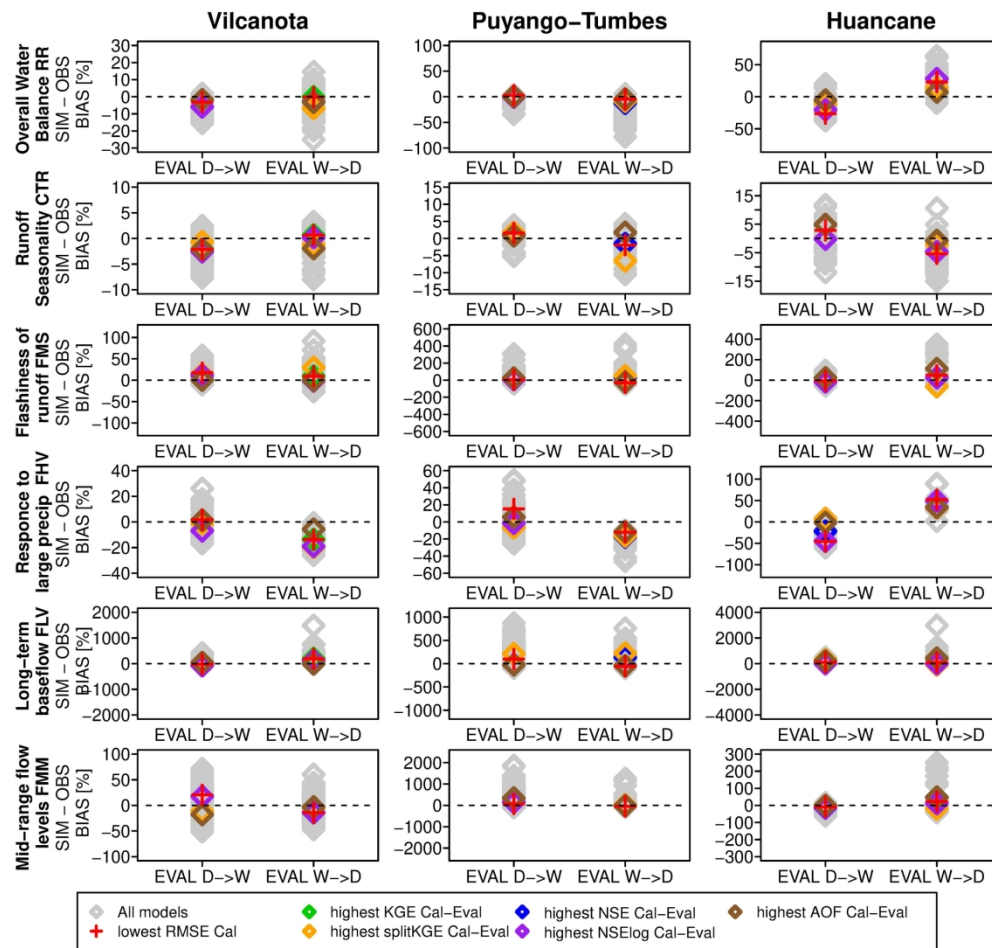 Vilcanota
Puyango−Tumbes
Huancane
Overall Water
Balance RR
SIM − OBS
BIAS [%]
30
20
10
0
−10
−20
−30
EVAL D−>W
EVAL W−>D
100
50
0
−50
−100
EVAL D−>W
EVAL W−>D
50
0
−50
EVAL D−>W
EVAL W−>D
Runoff
Seasonality CTR
SIM − OBS
BIAS [%]
10
5
0
−5
−10
EVAL D−>W
EVAL W−>D
15
10
5
0
−5
−10
−15
EVAL D−>W
EVAL W−>D
15
5
−5
−15
EVAL D−>W
EVAL W−>D
Flashiness of
runoff FMS
SIM − OBS
BIAS [%]
100
50
0
−50
−100
EVAL D−>W
EVAL W−>D
600
400
200
0
−200
−400
−600
EVAL D−>W
EVAL W−>D
400
200
0
−200
−400
EVAL D−>W
EVAL W−>D
Responce to
large precip FHV
SIM − OBS
BIAS [%]
40
20
0
−20
−40
EVAL D−>W
EVAL W−>D
60
40
20
0
−20
−40
−60
EVAL D−>W
EVAL W−>D
100
50
0
−50
−100
EVAL D−>W
EVAL W−>D
Long−term
baseflow FLV
SIM − OBS
BIAS [%]
2000
1000
0
−1000
−2000
EVAL D−>W
EVAL W−>D
1000
500
0
−500
−1000
EVAL D−>W
EVAL W−>D
4000
2000
0
−2000
−4000
EVAL D−>W
EVAL W−>D
Mid−range flow
levels FMM
SIM − OBS
BIAS [%]
100
50
0
−50
−100
EVAL D−>W
EVAL W−>D
2000
1000
0
−1000
−2000
EVAL D−>W
EVAL W−>D
300
200
100
0
−100
−200
−300
EVAL D−>W
EVAL W−>D
All models
highest KGE Cal−Eval
highest NSE Cal−Eval
highest AOF Cal−Eval
lowest RMSE Cal
highest splitKGE Cal−Eval
highest NSElog Cal−Eval